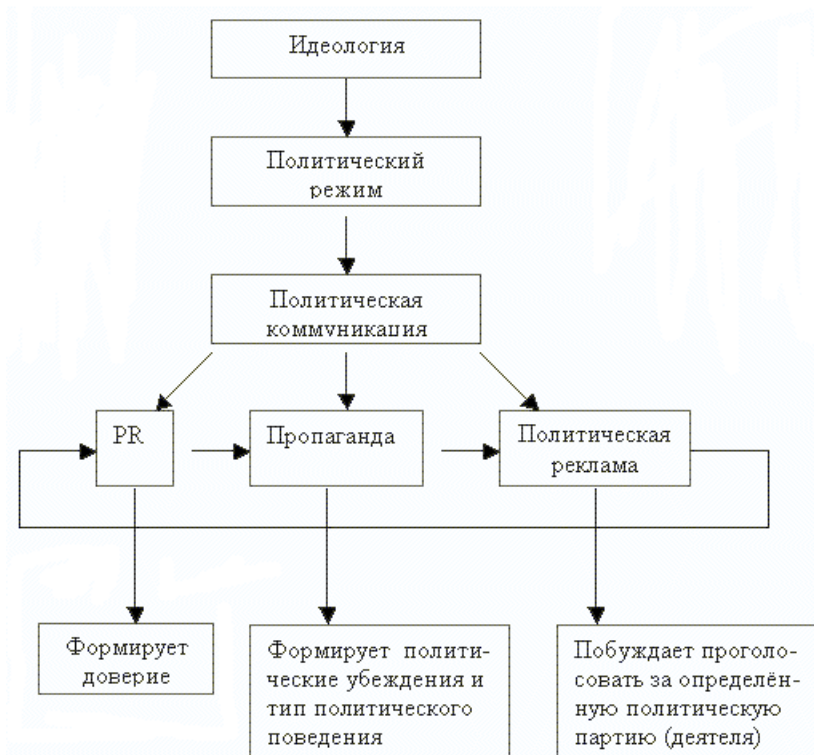 Идеология
Политический
режим
Политическая
коммуникация
PR
Пропаганда
Политическая
реклама
Формирует
доверие
Формирует полити-
ческие убеждения и
тип политического
поведения
Побуждает проголо-
совать за определён-
ную политическую
партию (деятеля)